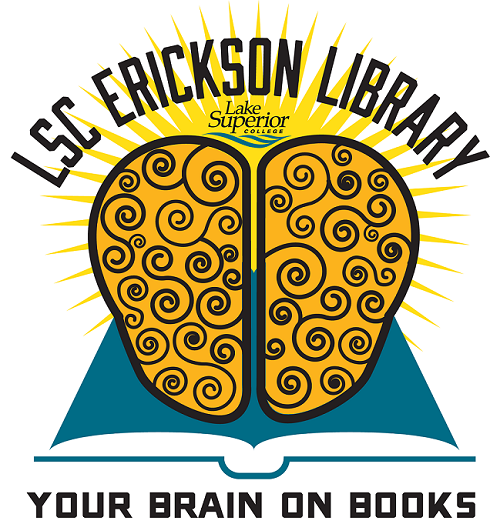 LSC ERICKSON LIBRARY
Lake
Superior
COLLEGE
YOUR BRAIN ON BOOKS